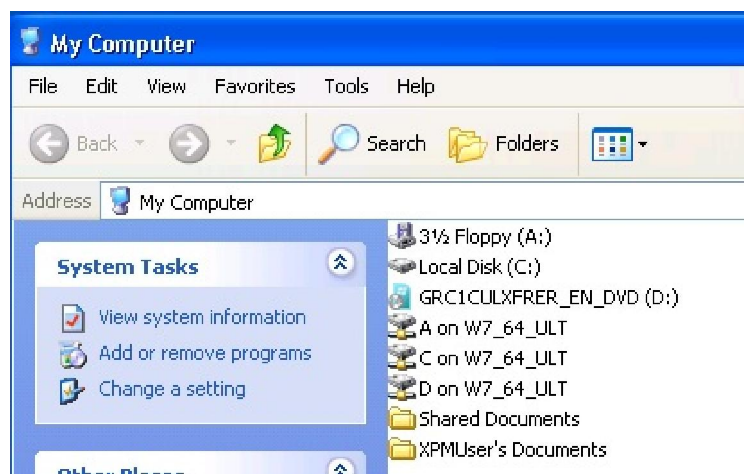 My Computer
File Edit View Favorites Tools Help
Back Search Folders
Address My Computer
System Tasks
View system information
Add or remove programs
Change a setting
Other Places
3½ Floppy (A:)
Local Disk (C:)
GRC1CULXFRER_EN_DVD (D:)
A on W7_64_ULT
C on W7_64_ULT
D on W7_64_ULT
Shared Documents
XPMUser's Documents